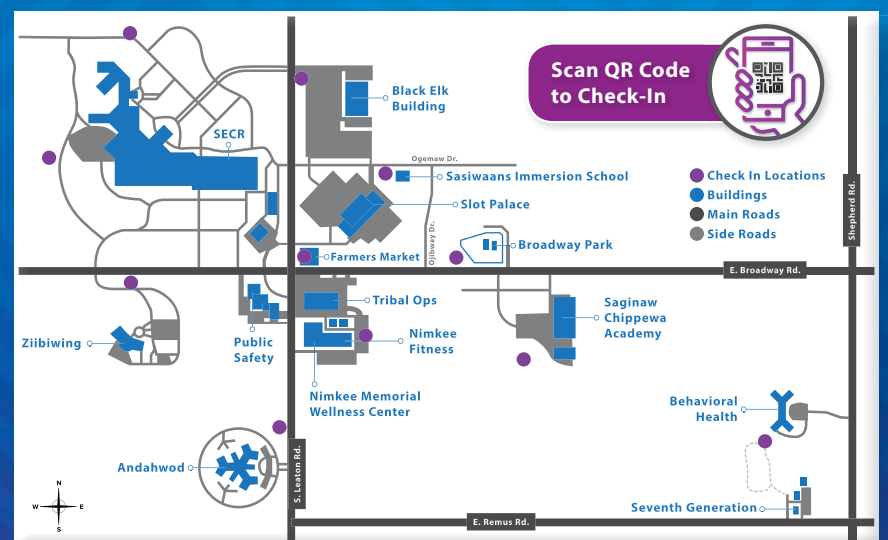 Scan QR Code
to Check-In
Black Elk
Building
SECR
Ogemaw Dr.
Sasiwaans Immersion School
Slot Palace
Check In Locations
Buildings
Main Roads
Side Roads
Shepherd Rd.
Ojibway Dr.
Broadway Park
Farmers Market
E. Broadway Rd.
Tribal Ops
Saginaw
Chippewa
Academy
Ziibiwing
Public
Safety
Nimkee
Fitness
Nimkee Memorial
Wellness Center
Behavioral
Health
Andahwod
S. Leaton Rd.
N
W
E
S
Seventh Generation
E. Remus Rd.